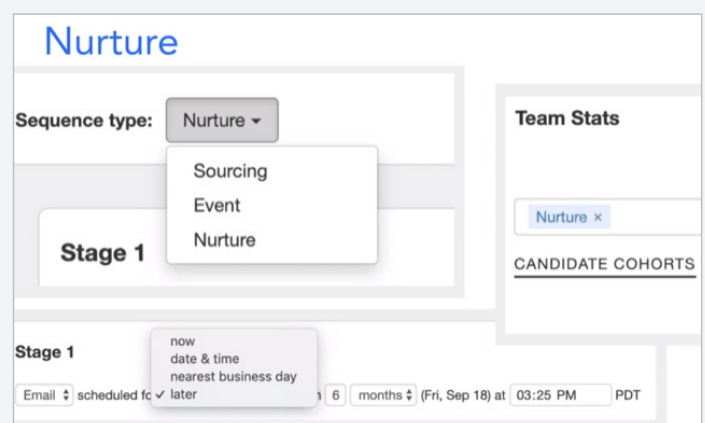 Nurture
Sequence type: Nurture
Sourcing
Event
Nurture
Stage 1
Team Stats
Nurture ×
CANDIDATE COHORTS
Stage 1
now
date & time
nearest business day
✓ later
Email scheduled 6 months (Fri, Sep 18) at 03:25 PM PDT